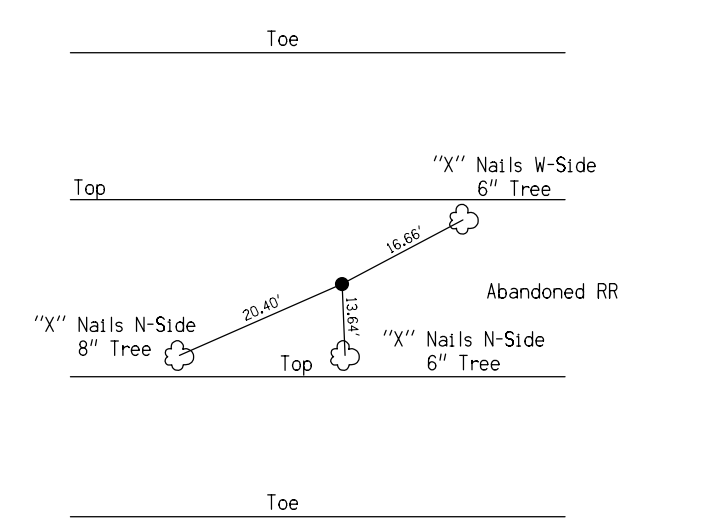 Toe
"X" Nails W-Side
6" Tree
Top
16.66'
Abandoned RR
20.40'
13.64'
"X" Nails N-Side
8" Tree
"X" Nails N-Side
6" Tree
Top
Toe